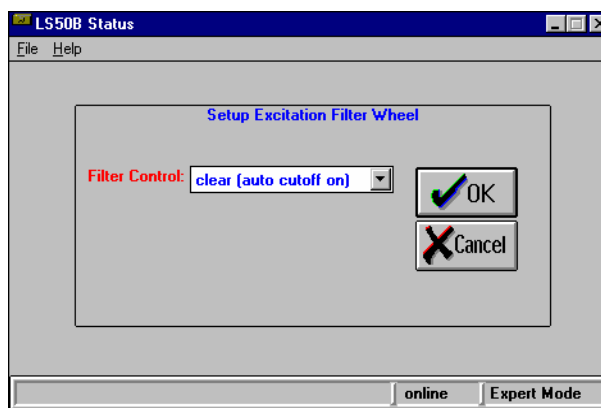 LS50B Status
File Help
Setup Excitation Filter Wheel
Filter Control: clear (auto cutoff on)
OK
Cancel
online Expert Mode